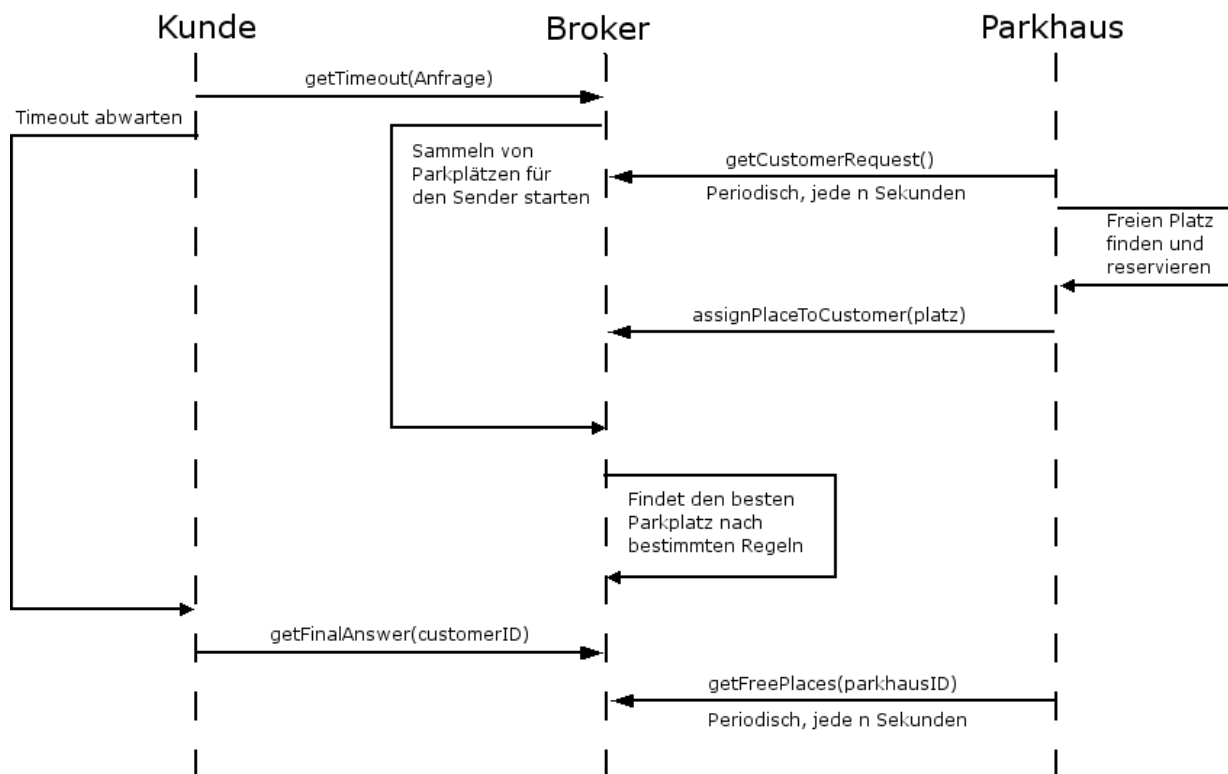 Kunde
Broker
Parkhaus
getTimeout(Anfrage)
Timeout abwarten
Sammeln von
Parkplätzen für
den Sender starten
getCustomerRequest()
Periodisch, jede n Sekunden
Freien Platz
finden und
reservieren
assignPlaceToCustomer(platz)
Findet den besten
Parkplatz nach
bestimmten Regeln
getFinalAnswer(customerID)
getFreePlaces(parkhausID)
Periodisch, jede n Sekunden